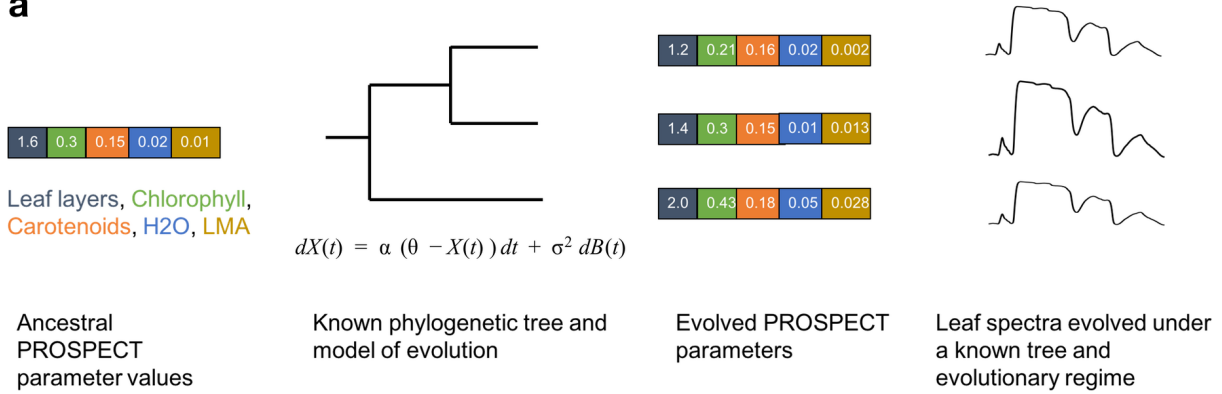 a
1.6 0.3 0.15 0.02 0.01
Leaf layers, Chlorophyll,
Carotenoids, H2O, LMA
dX(t) = α (θ − X(t) ) dt + σ² dB(t)
1.2 0.21 0.16 0.02 0.002
1.4 0.3 0.15 0.01 0.013
2.0 0.43 0.18 0.05 0.028
Ancestral
PROSPECT
parameter values
Known phylogenetic tree and
model of evolution
Evolved PROSPECT
parameters
Leaf spectra evolved under
a known tree and
evolutionary regime